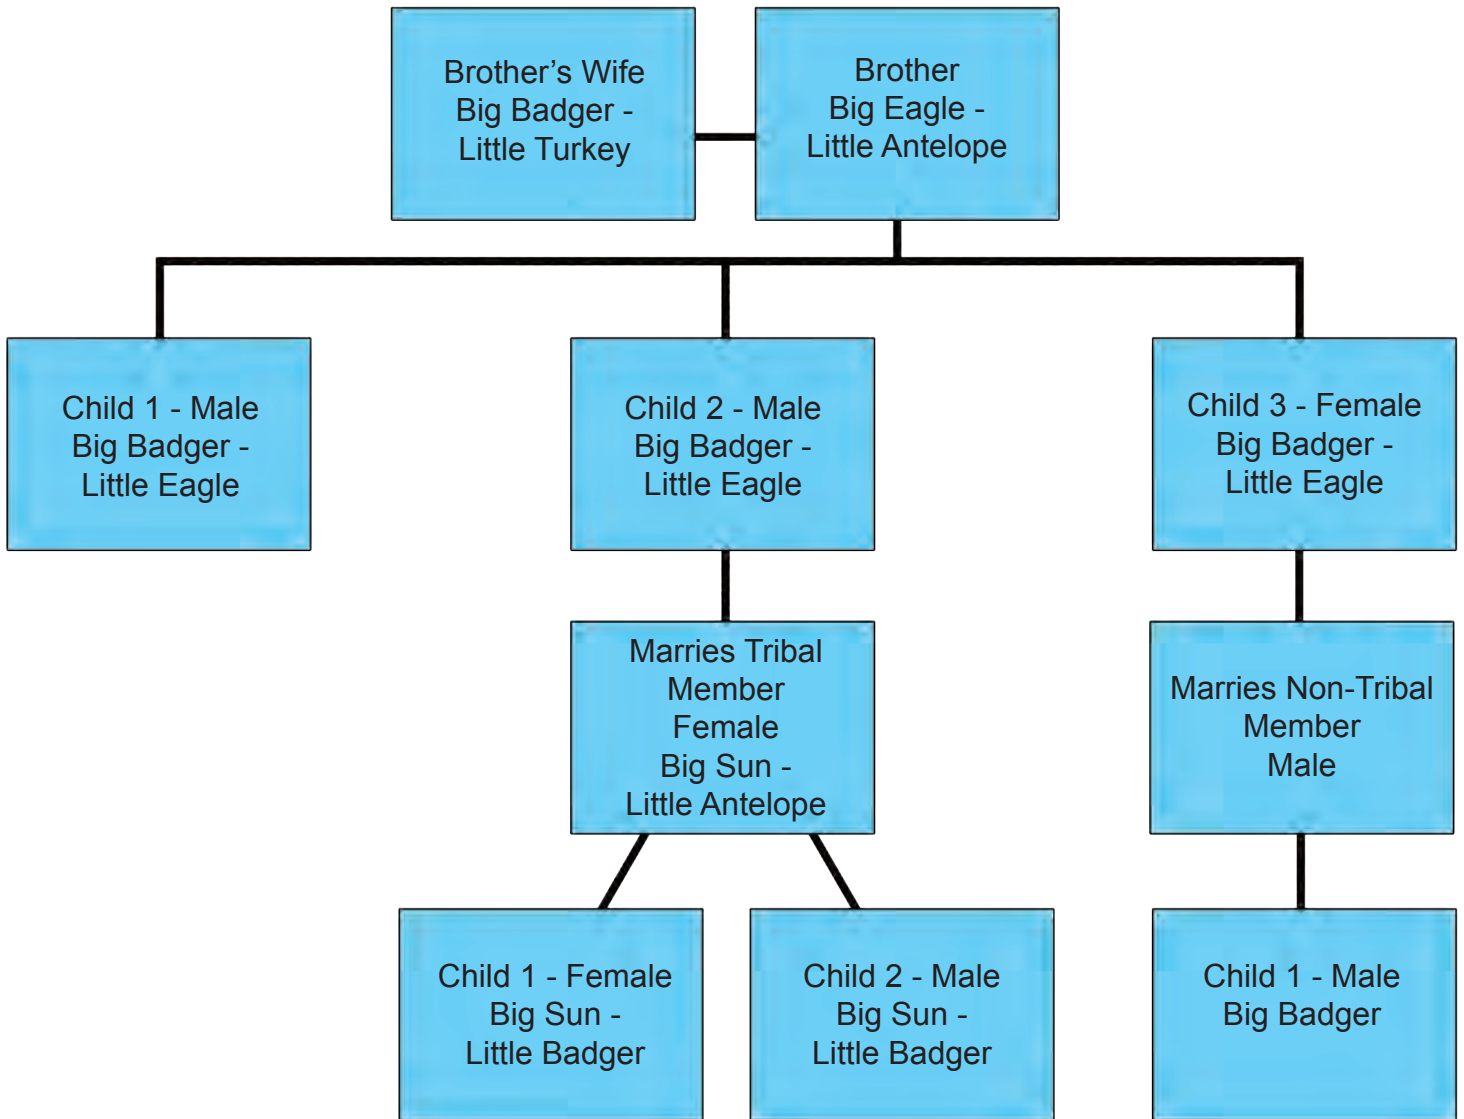 Brother’s Wife
Big Badger -
Little Turkey
Brother
Big Eagle -
Little Antelope
Child 1 - Male
Big Badger -
Little Eagle
Child 2 - Male
Big Badger -
Little Eagle
Child 3 - Female
Big Badger -
Little Eagle
Marries Tribal
Member
Female
Big Sun -
Little Antelope
Marries Non-Tribal
Member
Male
Child 1 - Female
Big Sun -
Little Badger
Child 2 - Male
Big Sun -
Little Badger
Child 1 - Male
Big Badger